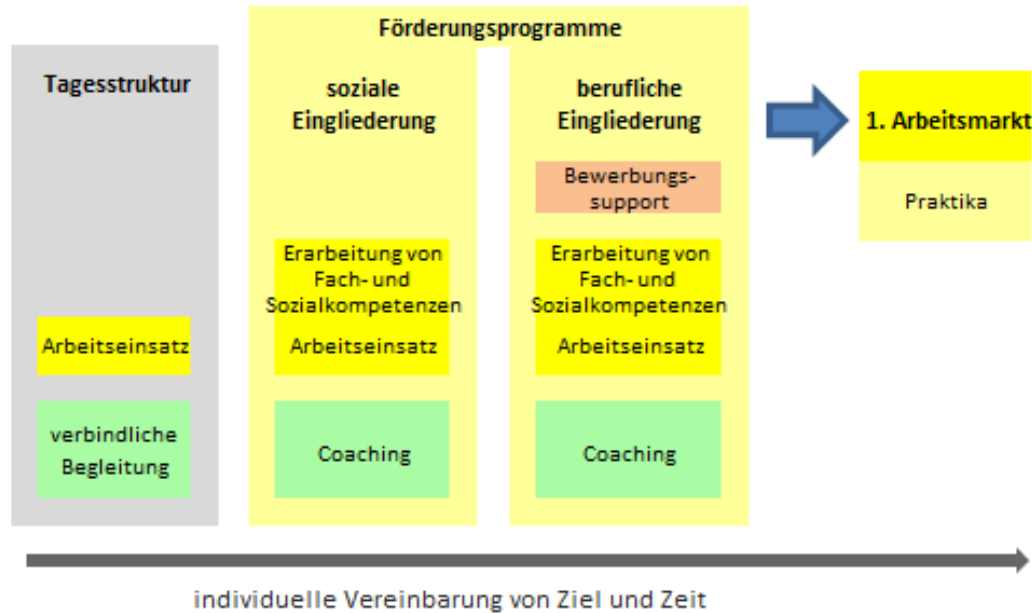 Förderungsprogramme
Tagesstruktur
Arbeitseinsatz
verbindliche
Begleitung
soziale
Eingliederung
Erarbeitung von
Fach- und
Sozialkompetenzen
Arbeitseinsatz
Coaching
berufliche
Eingliederung
Bewerbungs-
support
Erarbeitung von
Fach- und
Sozialkompetenzen
Arbeitseinsatz
Coaching
1. Arbeitsmarkt
Praktika
individuelle Vereinbarung von Ziel und Zeit